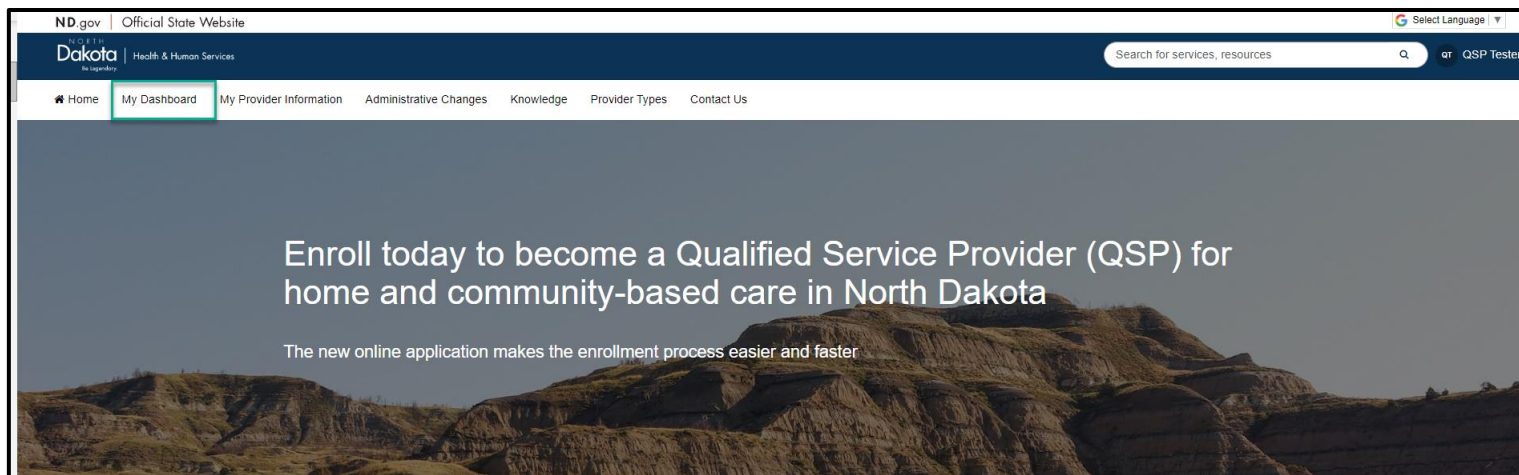 ND.gov | Official State Website
Select Language ▼
NORTH
Dakota | Health & Human Services
Be Legendary
Search for services, resources
QT QSP Tester
Home My Dashboard My Provider Information Administrative Changes Knowledge Provider Types Contact Us
Enroll today to become a Qualified Service Provider (QSP) for
home and community-based care in North Dakota
The new online application makes the enrollment process easier and faster